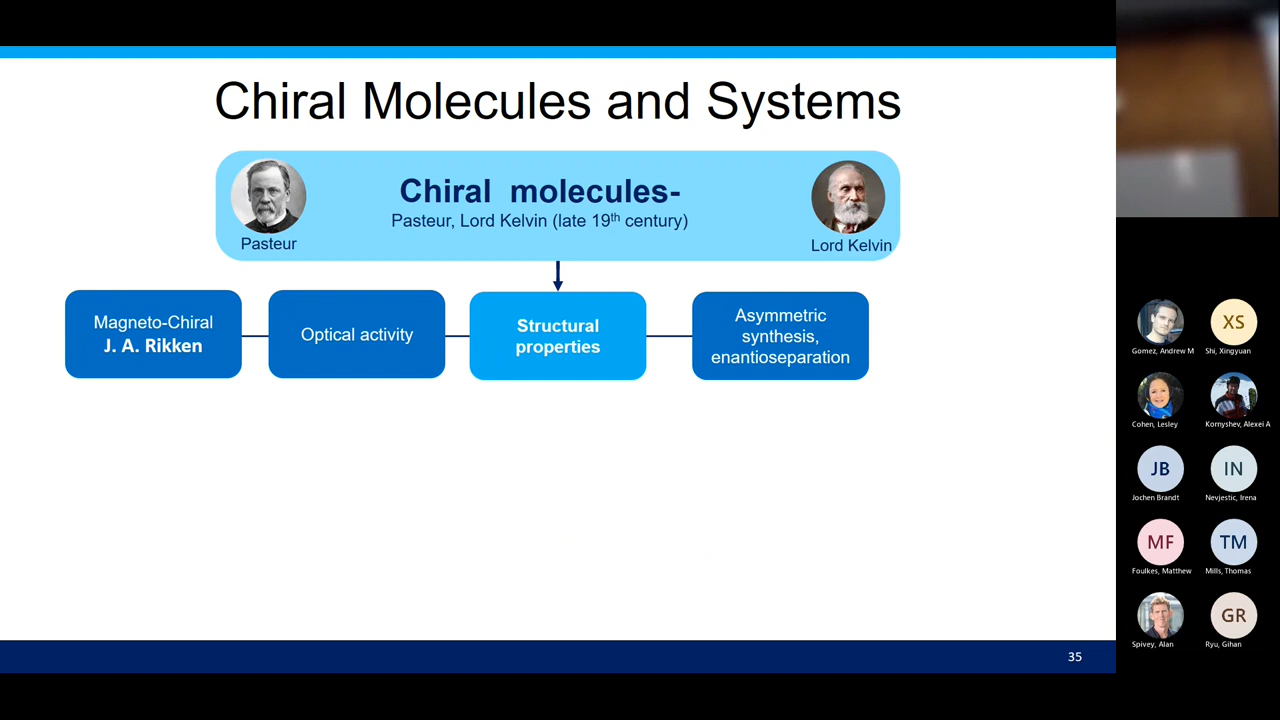 Chiral Molecules and Systems
Chiral molecules-
Pasteur, Lord Kelvin (late 19th century)
Pasteur
Lord Kelvin
Magneto-Chiral
J. A. Rikken
Optical activity
Structural
properties
Asymmetric
synthesis,
enantioseparation
35
Gomez, Andrew M
XS
Shi, Xingyuan
Cohen, Lesley
Kornyshev, Alexei A
JB
Jochen Brandt
IN
Nevjestic, Irena
MF
Foulkes, Matthew
TM
Mills, Thomas
Spivey, Alan
GR
Ryu, Gihan